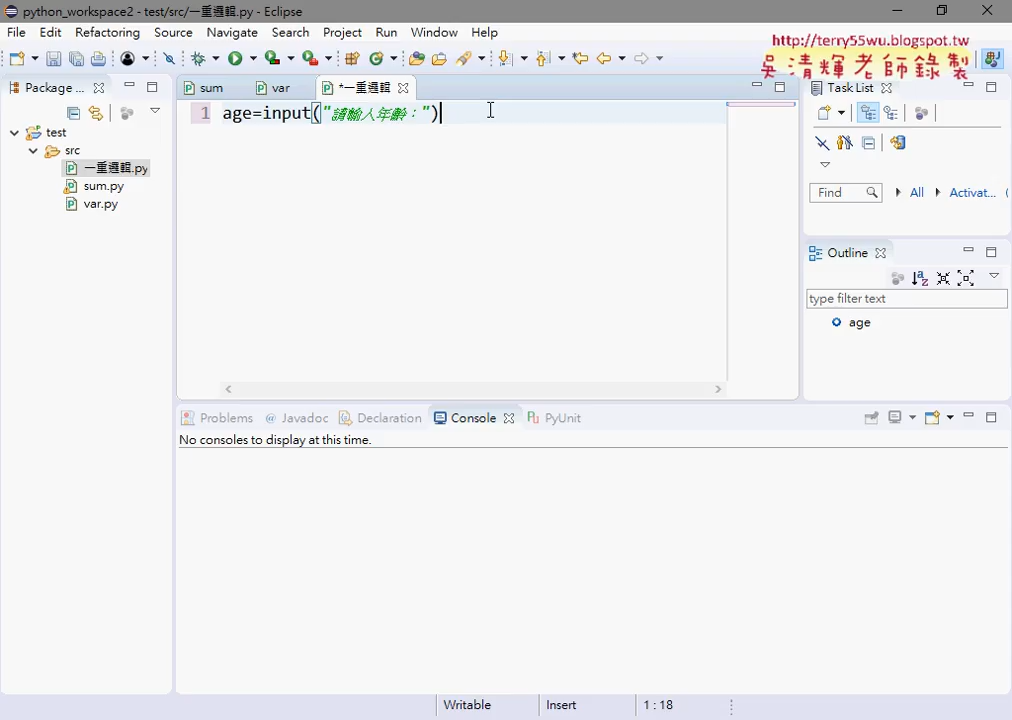 python_workspace2 - test/src/一重邏輯.py - Eclipse
File Edit Refactoring Source Navigate Search Project Run Window Help
http://terry55wu.blogspot.tw
吳清輝老師錄製
Package ...
sum
var
*一重邏輯
Task List
1 age=input("請輸入年齡：")
test
src
一重邏輯.py
sum.py
var.py
Find
All
Activat...
Outline
type filter text
age
Problems
@ Javadoc
Declaration
Console
PyUnit
No consoles to display at this time.
Writable
Insert
1 : 18